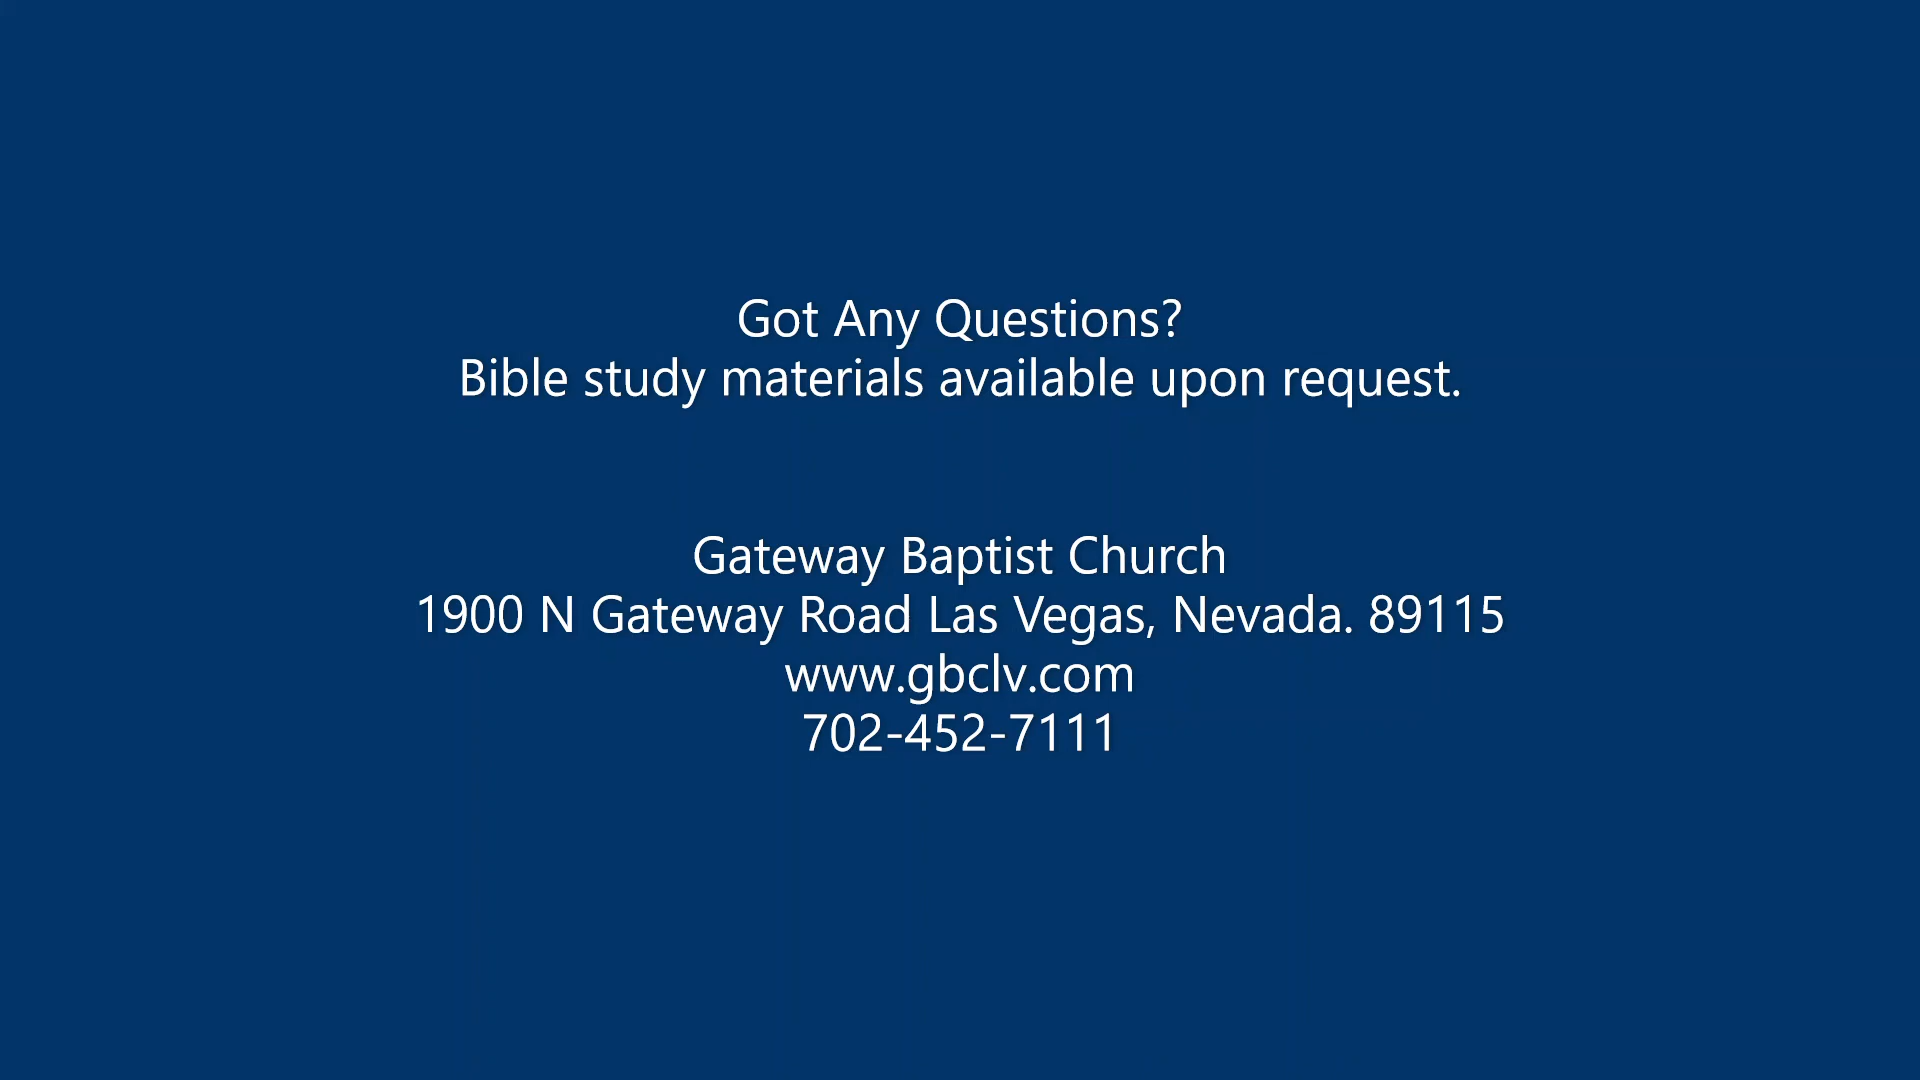 Got Any Questions?
Bible study materials available upon request.
Gateway Baptist Church
1900 N Gateway Road Las Vegas, Nevada. 89115
www.gbclv.com
702-452-7111